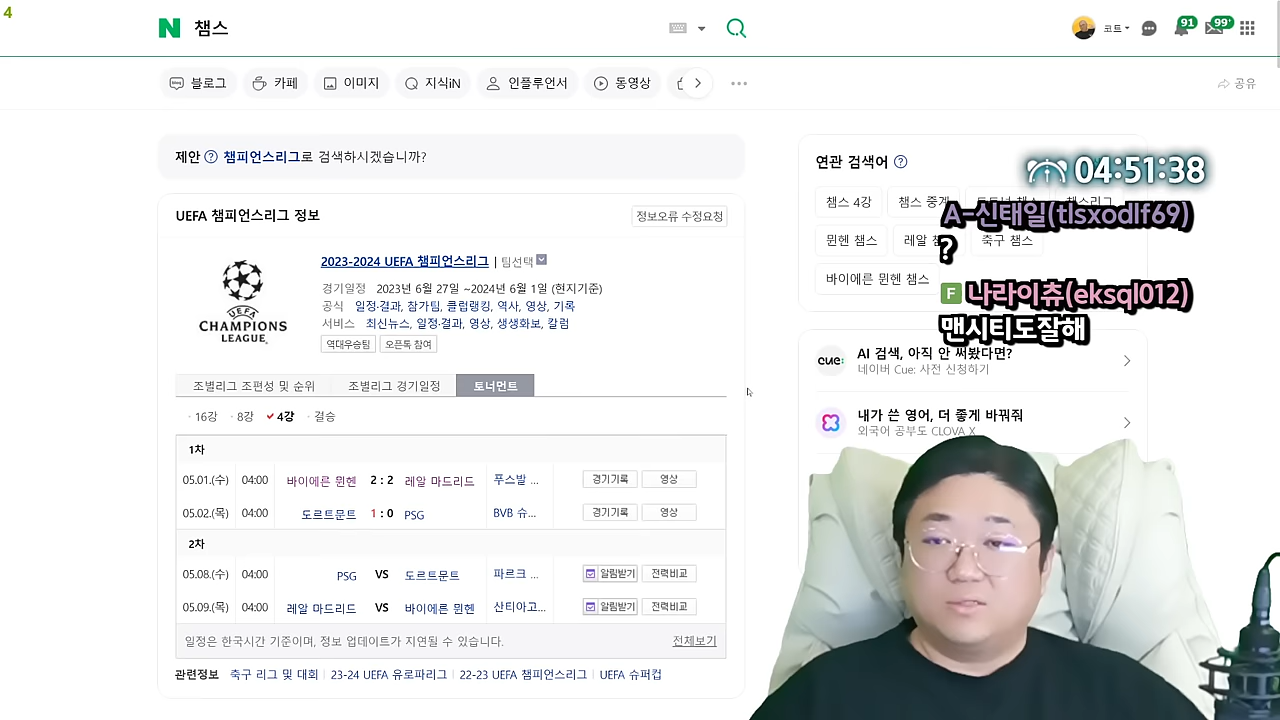 4
N 챔스
코트
91
99+
블로그
카페
이미지
지식iN
인플루언서
동영상
공유
제안 챔피언스리그로 검색하시겠습니까?
UEFA 챔피언스리그 정보
정보오류 수정요청
UEFA
CHAMPIONS
LEAGUE.
2023-2024 UEFA 챔피언스리그 | 팀선택
경기일정 2023년 6월 27일 ~2024년 6월 1일 (현지기준)
공식 일정·결과, 참가팀, 클럽랭킹, 역사, 영상, 기록
서비스 최신뉴스, 일정·결과, 영상, 생생화보, 칼럼
역대우승팀 오픈톡 참여
조별리그 조편성 및 순위 조별리그 경기일정 토너먼트
16강 8강 4강 결승
1차
05.01.(수) 04:00 바이에른 뮌헨 2 : 2 레알 마드리드 푸스발 ... 경기기록 영상
05.02.(목) 04:00 도르트문트 1 : 0 PSG BVB 슈... 경기기록 영상
2차
05.08.(수) 04:00 PSG VS 도르트문트 파르크 ... 알림받기 전력비교
05.09.(목) 04:00 레알 마드리드 VS 바이에른 뮌헨 산티아고... 알림받기 전력비교
일정은 한국시간 기준이며, 정보 업데이트가 지연될 수 있습니다. 전체보기
관련정보 축구 리그 및 대회 | 23-24 UEFA 유로파리그 | 22-23 UEFA 챔피언스리그 | UEFA 슈퍼컵
연관 검색어
04:51:38
챔스 4강
챔스 중계
A-신태일(tlsxodlf69)
?
뮌헨 챔스
레알
축구 챔스
바이에른 뮌헨 챔스
F 나라이츄(eksql012)
맨시티도잘해
cue:
AI 검색, 아직 안 써봤다면?
네이버 Cue: 사전 신청하기
내가 쓴 영어, 더 좋게 바꿔줘
외국어 공부도 CLOVA X